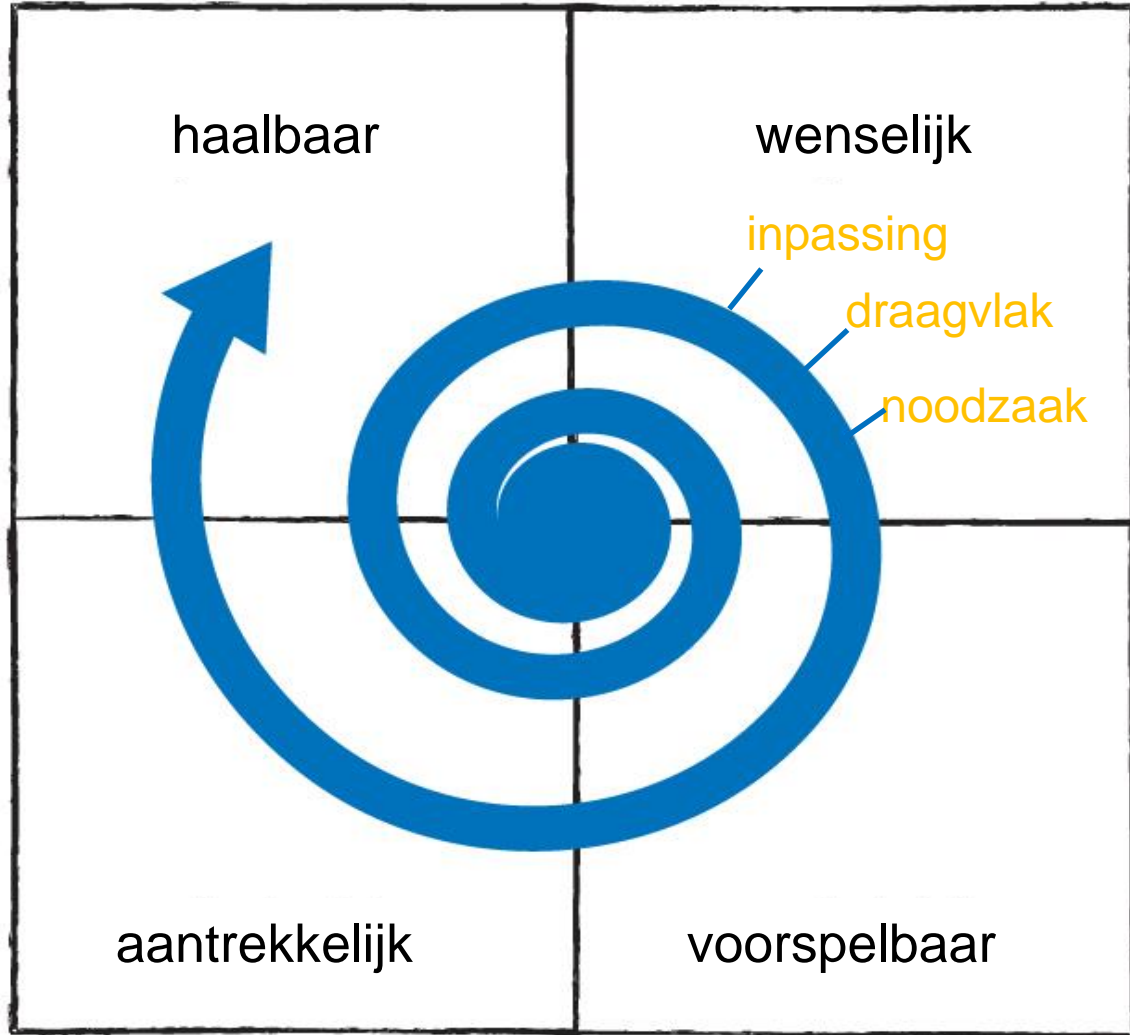 haalbaar
wenselijk
inpassing
draagvlak
noodzaak
aantrekkelijk
voorspelbaar